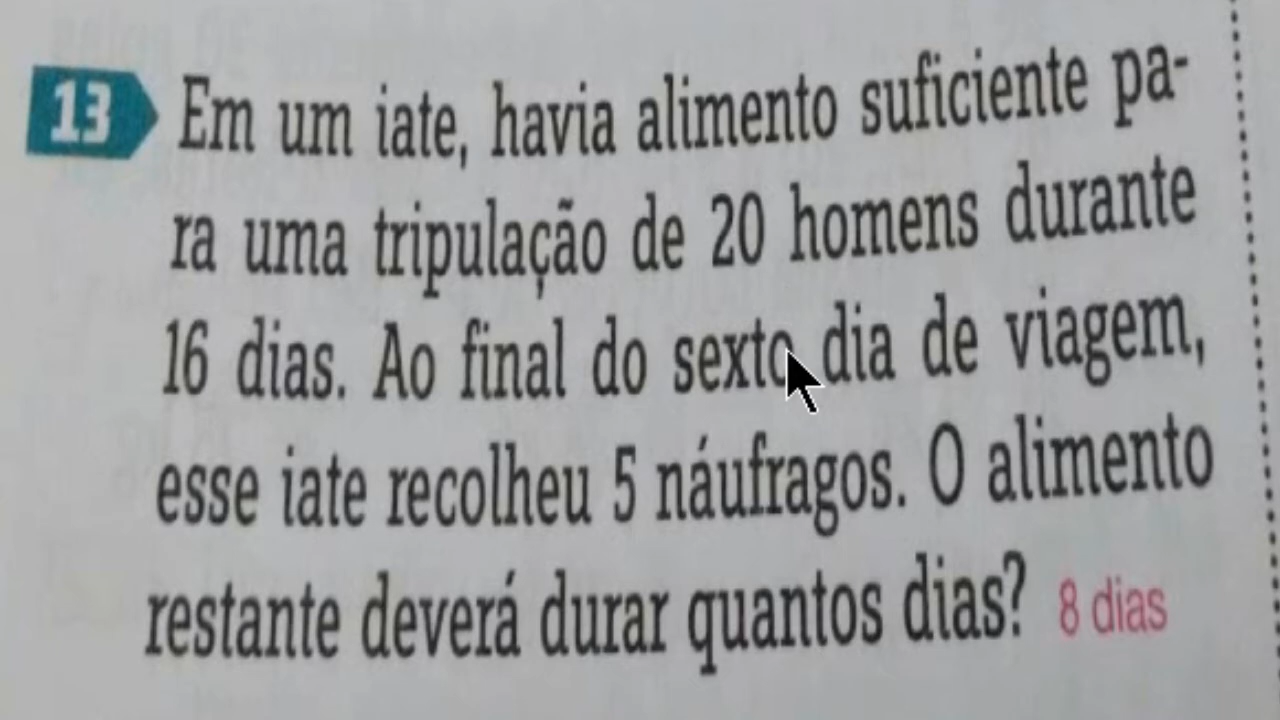 13 Em um iate, havia alimento suficiente pa-
ra uma tripulação de 20 homens durante
16 dias. Ao final do sexto dia de viagem,
esse iate recolheu 5 náufragos. O alimento
restante deverá durar quantos dias? 8 dias